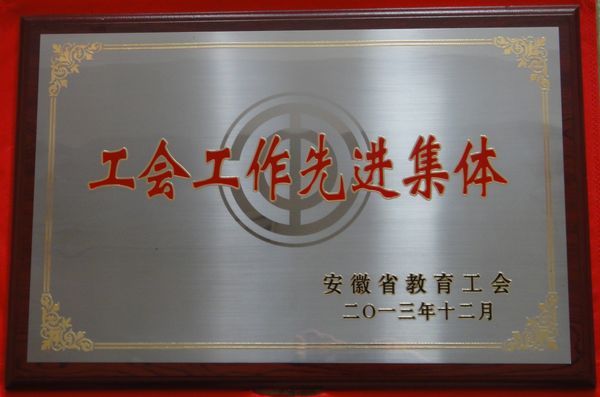 工会工作先进集体
安徽省教育工会
二〇一三年十二月